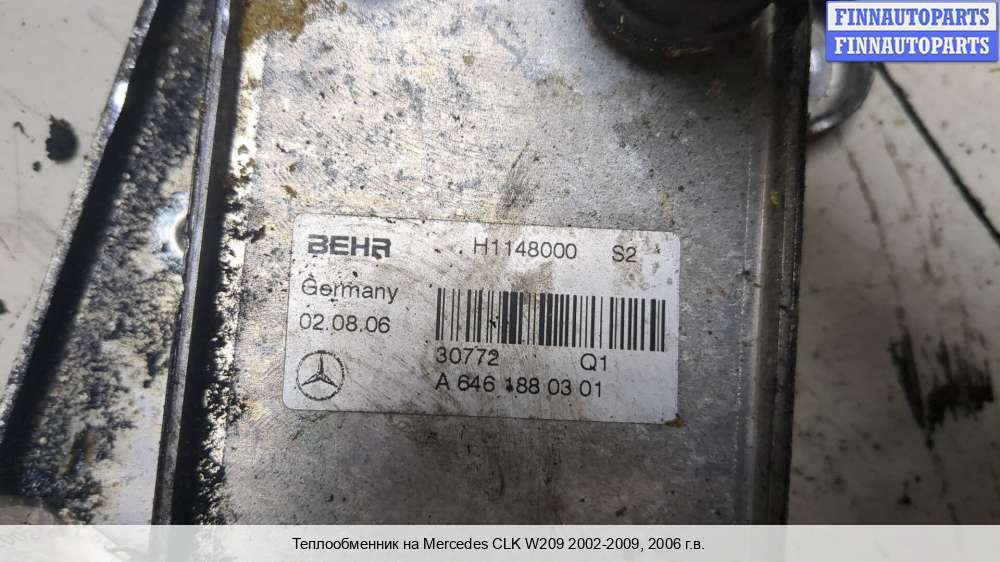 FINNAUTOPARTS
FINNAUTOPARTS
BEHR H1148000 S2
Germany
02.08.06
30772 Q1
A 646 188 03 01
Теплообменник на Mercedes CLK W209 2002-2009, 2006 г.в.